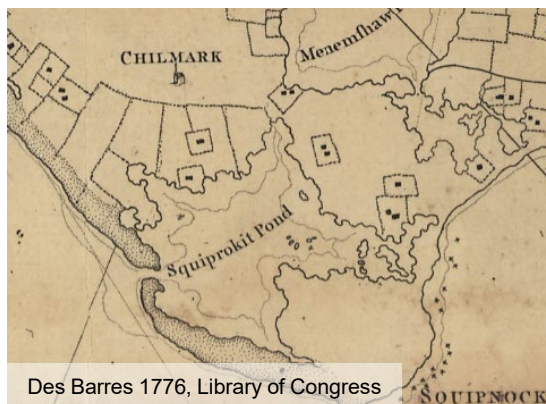 Menemshaw
CHILMARK
Squiprokit Pond
SQUIPNOCK
Des Barres 1776, Library of Congress